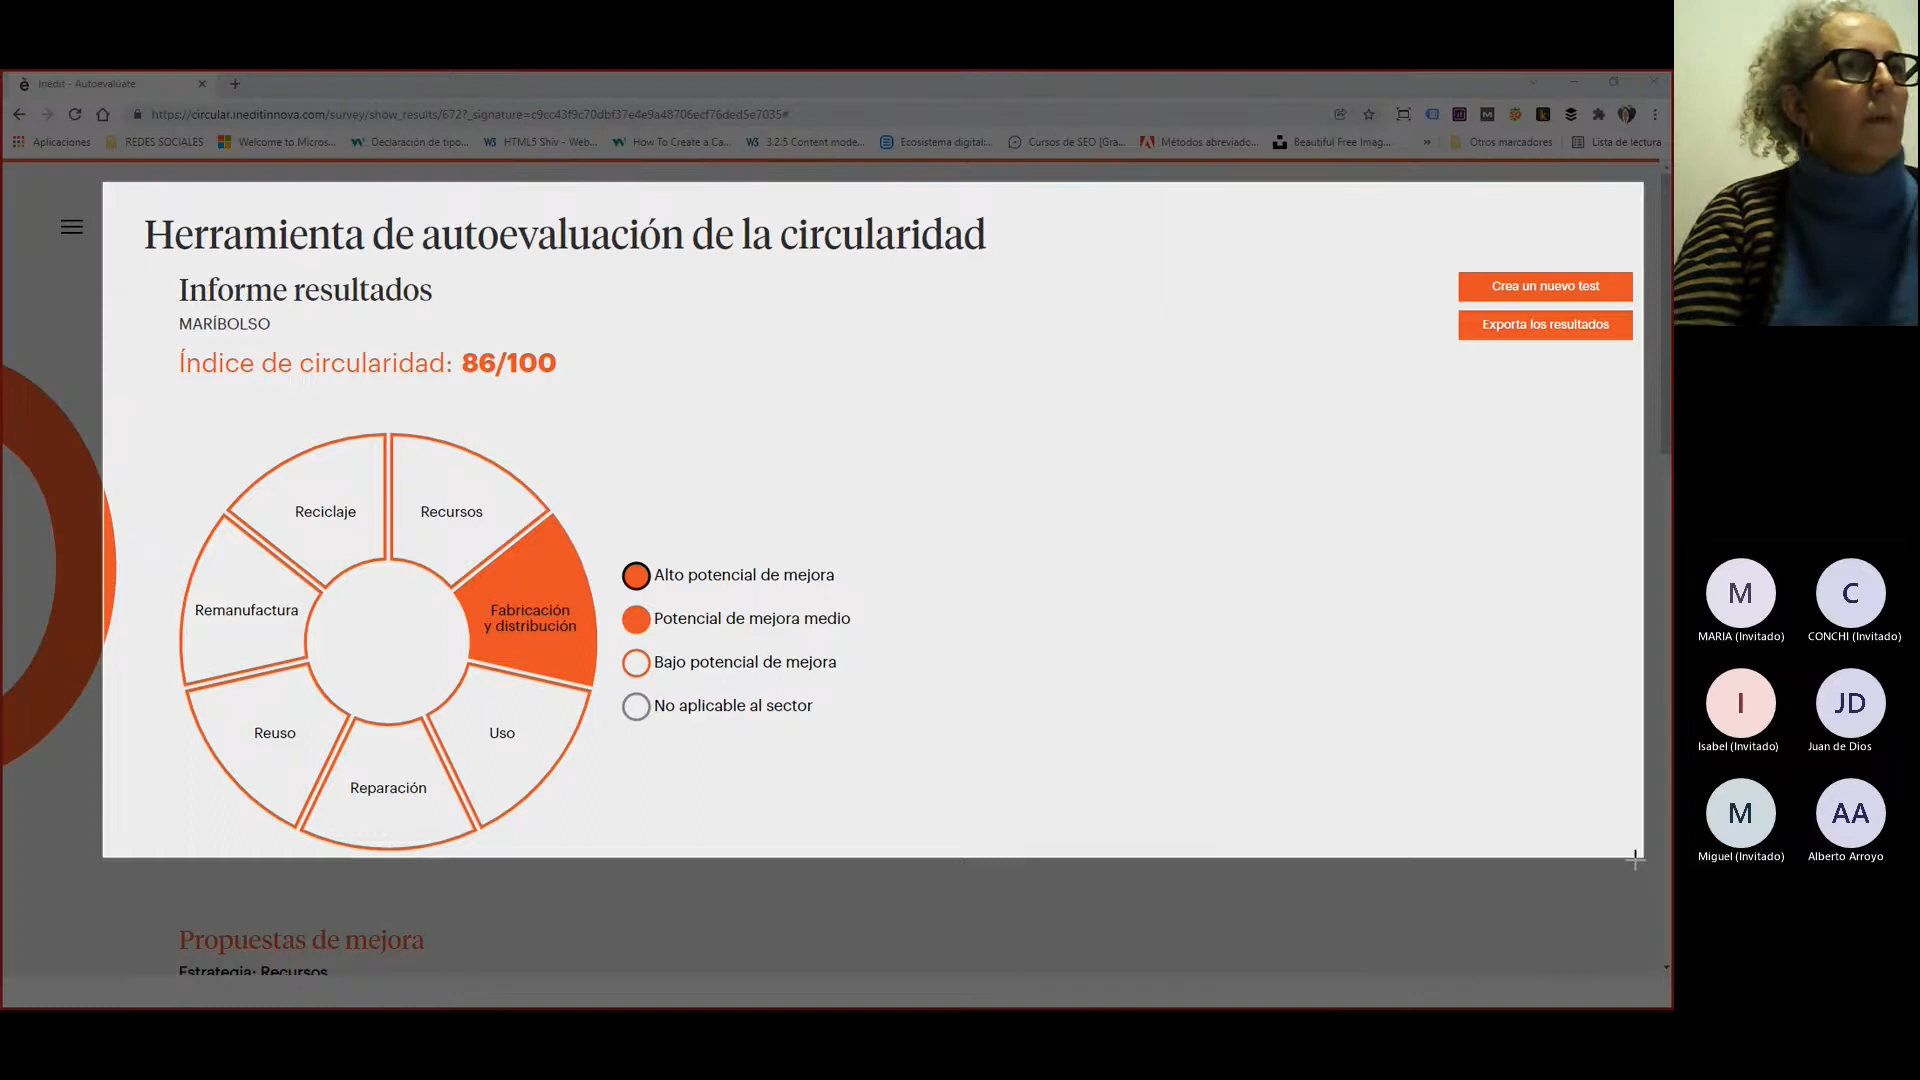 Inèdit - Autoevalúate
https://circular.ineditinnova.com/survey/show_results/672?_signature=c9cc43f9c70dbf37e4e9a48706ecf76ded5e7035#
Aplicaciones
REDES SOCIALES
Welcome to Micros...
Declaración de tipo...
HTML5 Shiv - Web...
How To Create a Ca...
3.2.5 Content mode...
Ecosistema digital:...
Cursos de SEO [Gra...
Métodos abreviado...
Beautiful Free Imag...
»
Otros marcadores
Lista de lectura
Herramienta de autoevaluación de la circularidad
Informe resultados
MARÍBOLSO
Índice de circularidad: 86/100
Crea un nuevo test
Exporta los resultados
Reciclaje
Recursos
Remanufactura
Fabricación
y distribución
Reuso
Uso
Reparación
Alto potencial de mejora
Potencial de mejora medio
Bajo potencial de mejora
No aplicable al sector
Propuestas de mejora
Estrategia: Recursos
M
MARIA (Invitado)
C
CONCHI (Invitado)
I
Isabel (Invitado)
JD
Juan de Dios
M
Miguel (Invitado)
AA
Alberto Arroyo